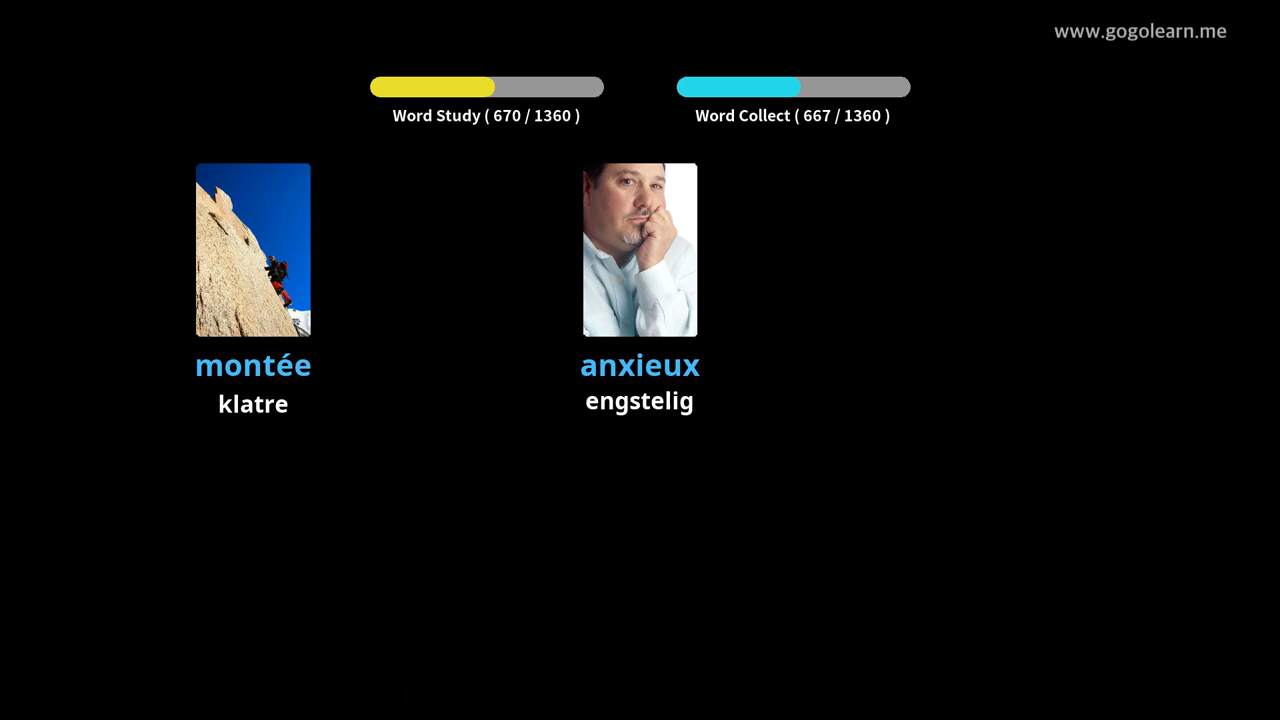 www.gogolearn.me
Word Study ( 670 / 1360 )
Word Collect ( 667 / 1360 )
montée
klatre
anxieux
engstelig